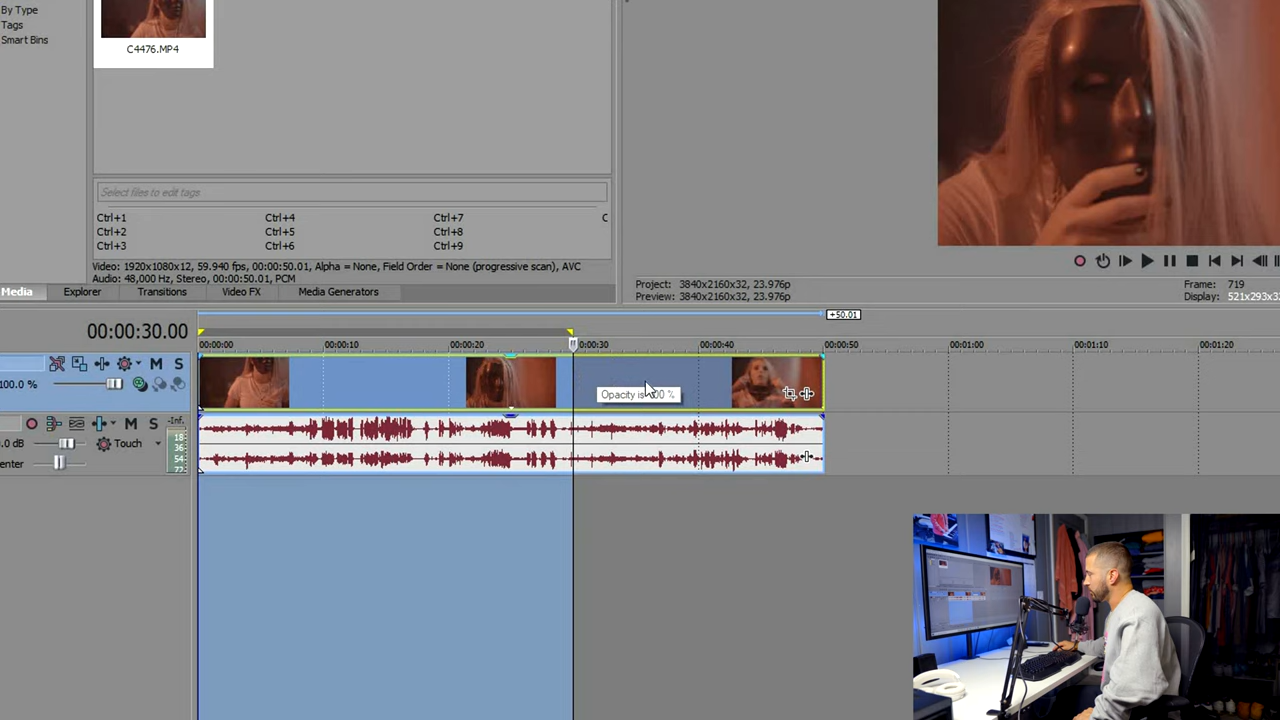 By Type
Tags
Smart Bins
C4476.MP4
Select files to edit tags
Ctrl+1 Ctrl+4 Ctrl+7 C
Ctrl+2 Ctrl+5 Ctrl+8
Ctrl+3 Ctrl+6 Ctrl+9
Video: 1920x1080x12, 59.940 fps, 00:00:50.01, Alpha = None, Field Order = None (progressive scan), AVC
Audio: 48,000 Hz, Stereo, 00:00:50.01, PCM
Media Explorer Transitions Video FX Media Generators
Project: 3840x2160x32, 23.976p
Preview: 3840x2160x32, 23.976p
Frame: 719
Display: 521x293x3
+50.01
00:00:30.00
00:00:00 00:00:10 00:00:20 00:00:30 00:00:40 00:00:50 00:01:00 00:01:10 00:01:20
M S
100.0 %
Opacity is 00 %
M S
-Inf.
.0 dB Touch
enter
18
36
54
72